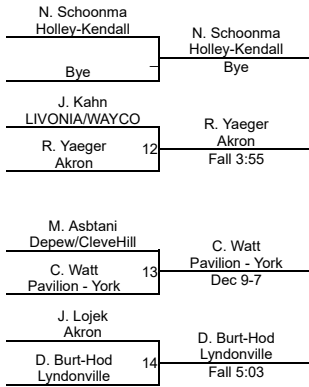 N. Schoonma
Holley-Kendall
N. Schoonma
Holley-Kendall
Bye
Bye
J. Kahn
LIVONIA/WAYCO
R. Yaeger
Akron
12
R. Yaeger
Akron
Fall 3:55
M. Asbtani
Depew/CleveHill
C. Watt
Pavilion - York
13
C. Watt
Pavilion - York
Dec 9-7
J. Lojek
Akron
D. Burt-Hod
Lyndonville
14
D. Burt-Hod
Lyndonville
Fall 5:03